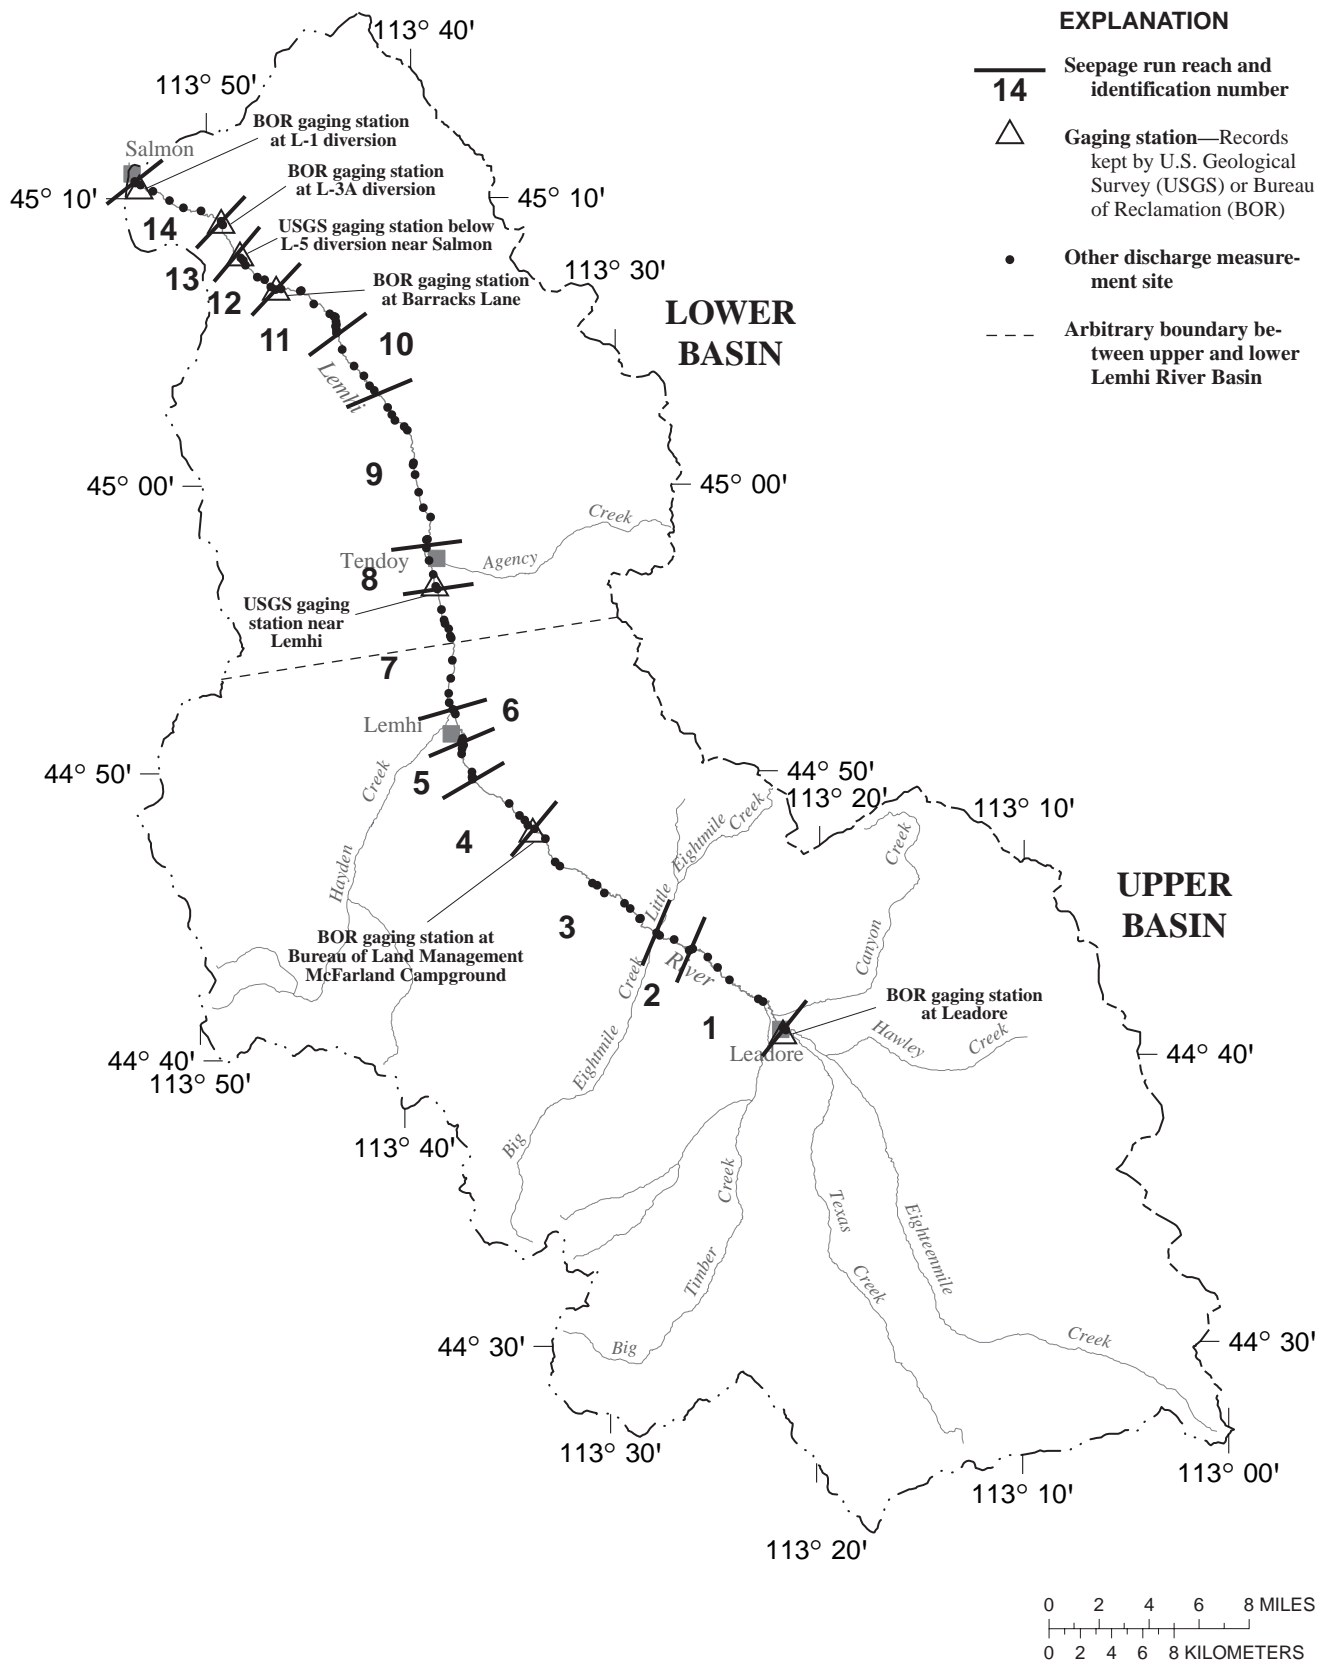 113° 40'
113° 50'
EXPLANATION
14
Seepage run reach and
identification number
Gaging station—Records
kept by U.S. Geological
Survey (USGS) or Bureau
of Reclamation (BOR)
Other discharge measure-
ment site
Arbitrary boundary be-
tween upper and lower
Lemhi River Basin
BOR gaging station
at L-1 diversion
Salmon
45° 10'
BOR gaging station
at L-3A diversion
45° 10'
14
USGS gaging station below
L-5 diversion near Salmon
113° 30'
13
BOR gaging station
at Barracks Lane
12
11
10
LOWER
BASIN
Lemhi
9
45° 00'
45° 00'
Agency
Creek
Tendoy
8
USGS gaging
station near
Lemhi
7
6
Lemhi
5
44° 50'
44° 50'
113° 20'
113° 10'
4
Hayden
Creek
Little
Eightmile
Creek
Canyon
Creek
UPPER
BASIN
3
BOR gaging station at
Bureau of Land Management
McFarland Campground
River
2
1
BOR gaging station
at Leadore
Leadore
Hawley
Creek
44° 40'
113° 50'
44° 40'
113° 40'
Big
Eightmile
Creek
Big
Timber
Creek
Texas
Creek
Eighteenmile
Creek
44° 30'
44° 30'
113° 30'
113° 20'
113° 10'
113° 00'
0 2 4 6 8 MILES
0 2 4 6 8 KILOMETERS